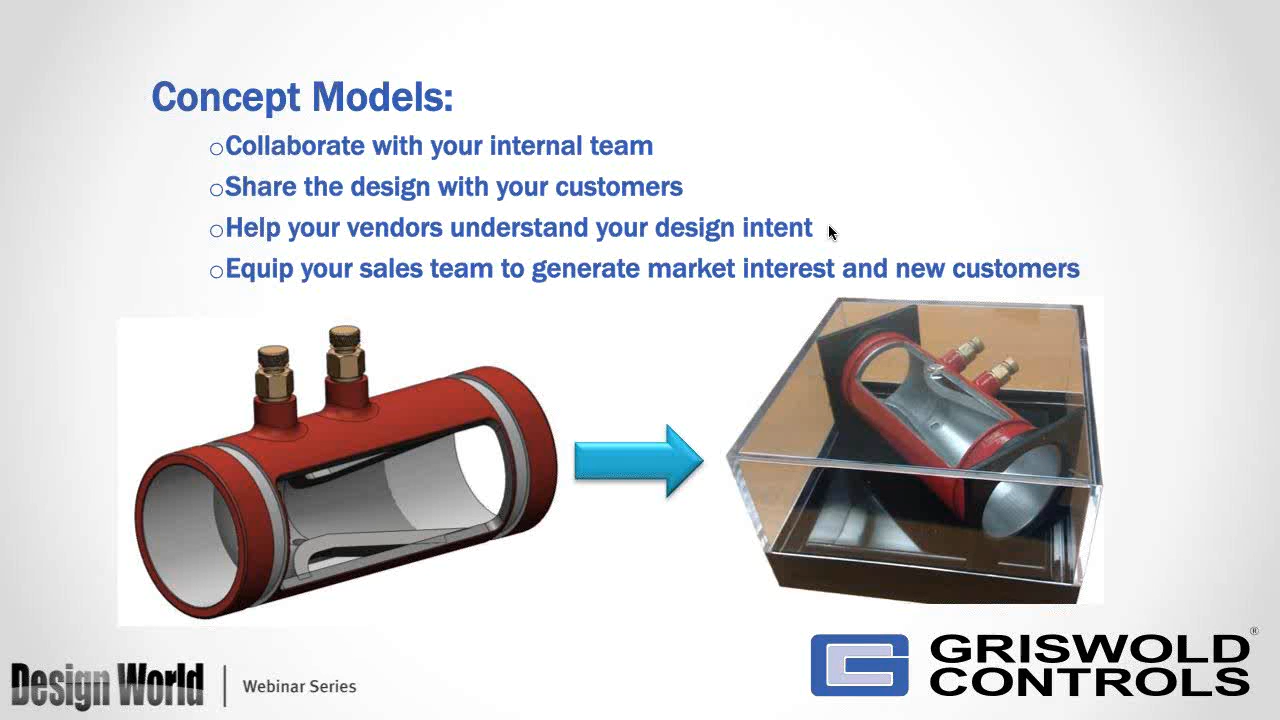 Concept Models:
Collaborate with your internal team
Share the design with your customers
Help your vendors understand your design intent
Equip your sales team to generate market interest and new customers
Design World
Webinar Series
GRISWOLD
CONTROLS
®